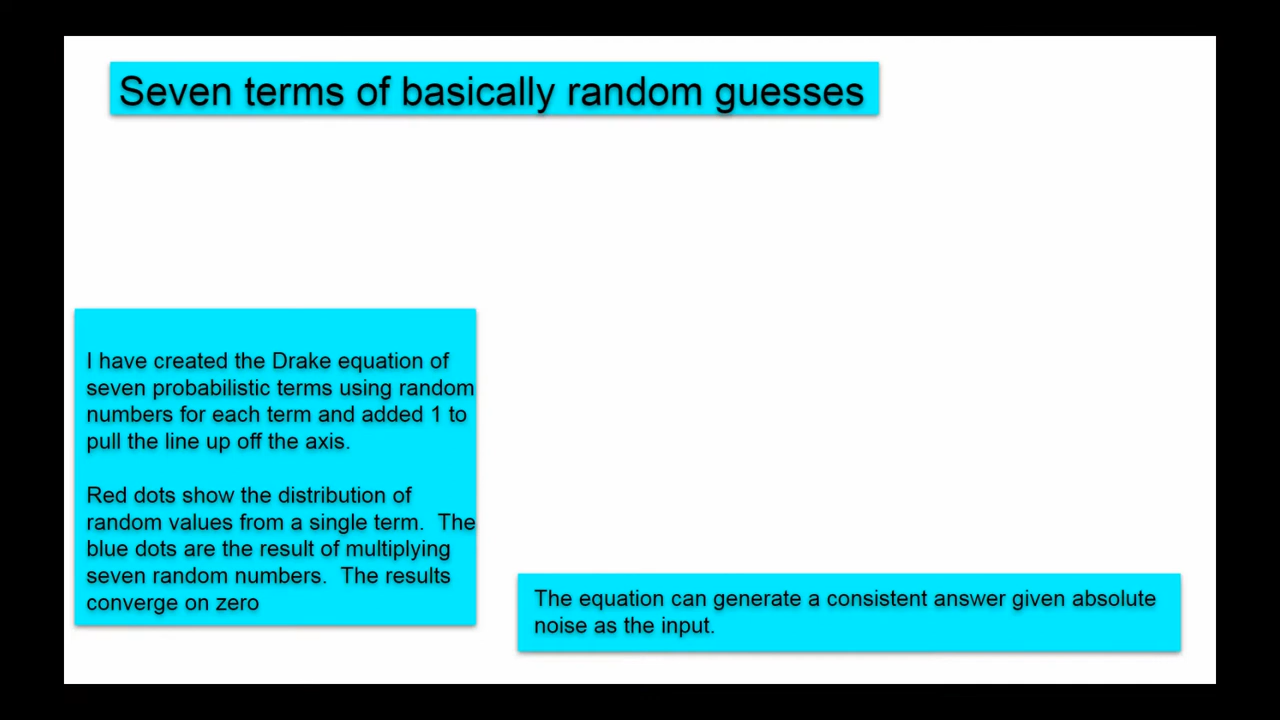 Seven terms of basically random guesses
I have created the Drake equation of
seven probabilistic terms using random
numbers for each term and added 1 to
pull the line up off the axis.
Red dots show the distribution of
random values from a single term.  The
blue dots are the result of multiplying
seven random numbers.  The results
converge on zero
The equation can generate a consistent answer given absolute
noise as the input.